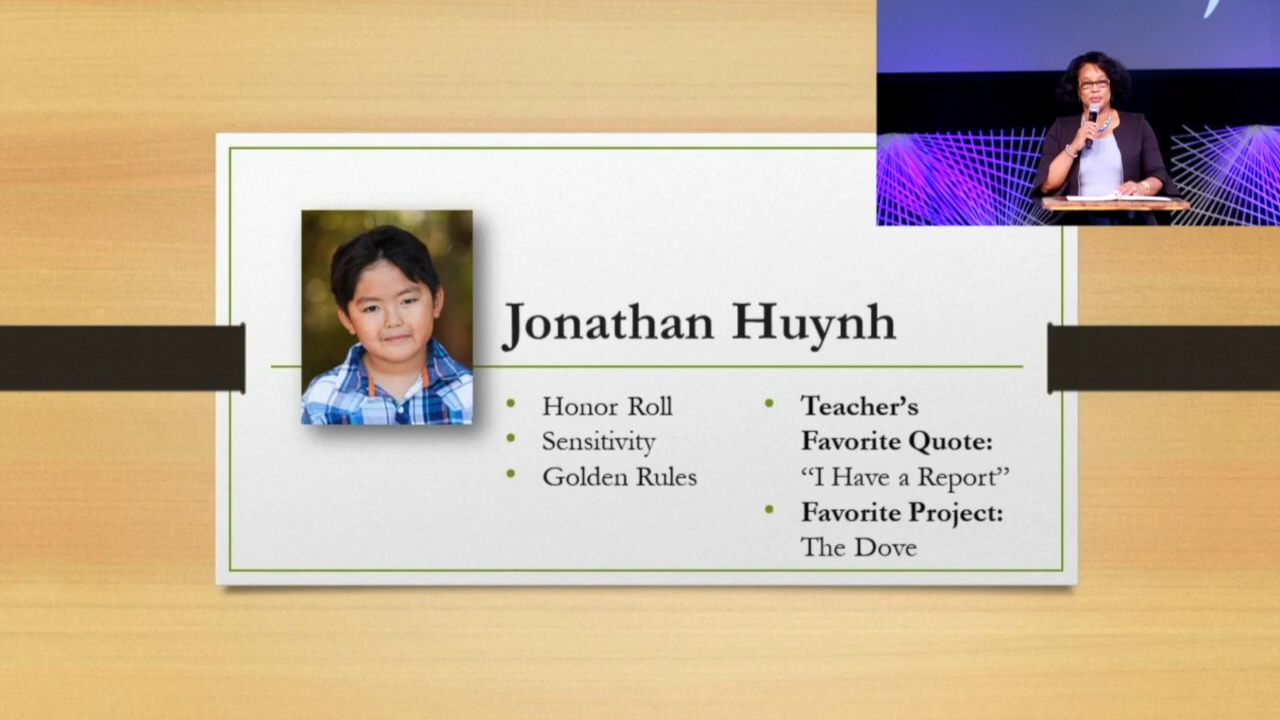 Jonathan Huynh
Honor Roll
Sensitivity
Golden Rules
Teacher’s
Favorite Quote:
“I Have a Report”
Favorite Project:
The Dove